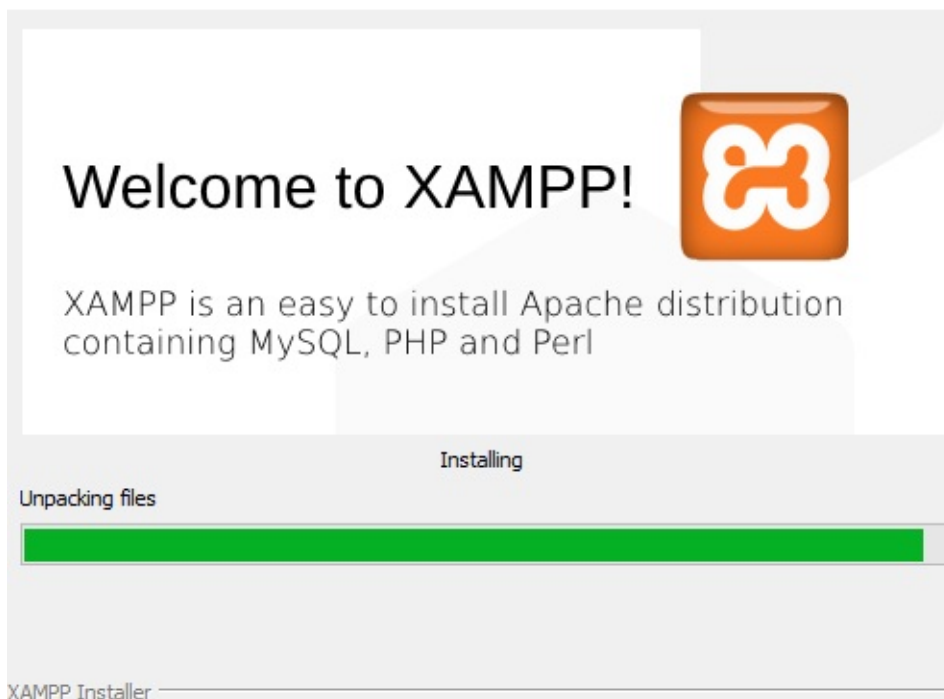 Welcome to XAMPP!
XAMPP is an easy to install Apache distribution
containing MySQL, PHP and Perl
Installing
Unpacking files
XAMPP Installer